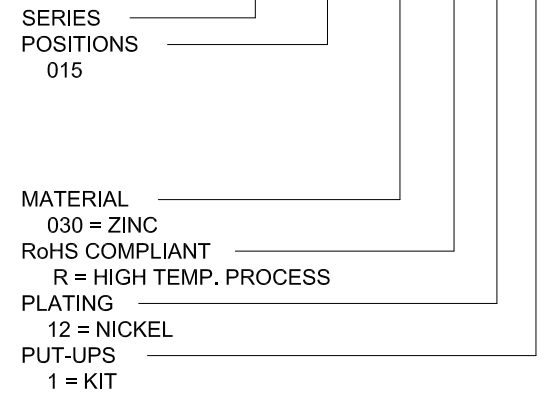 SERIES
POSITIONS
015
MATERIAL
030 = ZINC
RoHS COMPLIANT
R = HIGH TEMP. PROCESS
PLATING
12 = NICKEL
PUT-UPS
1 = KIT